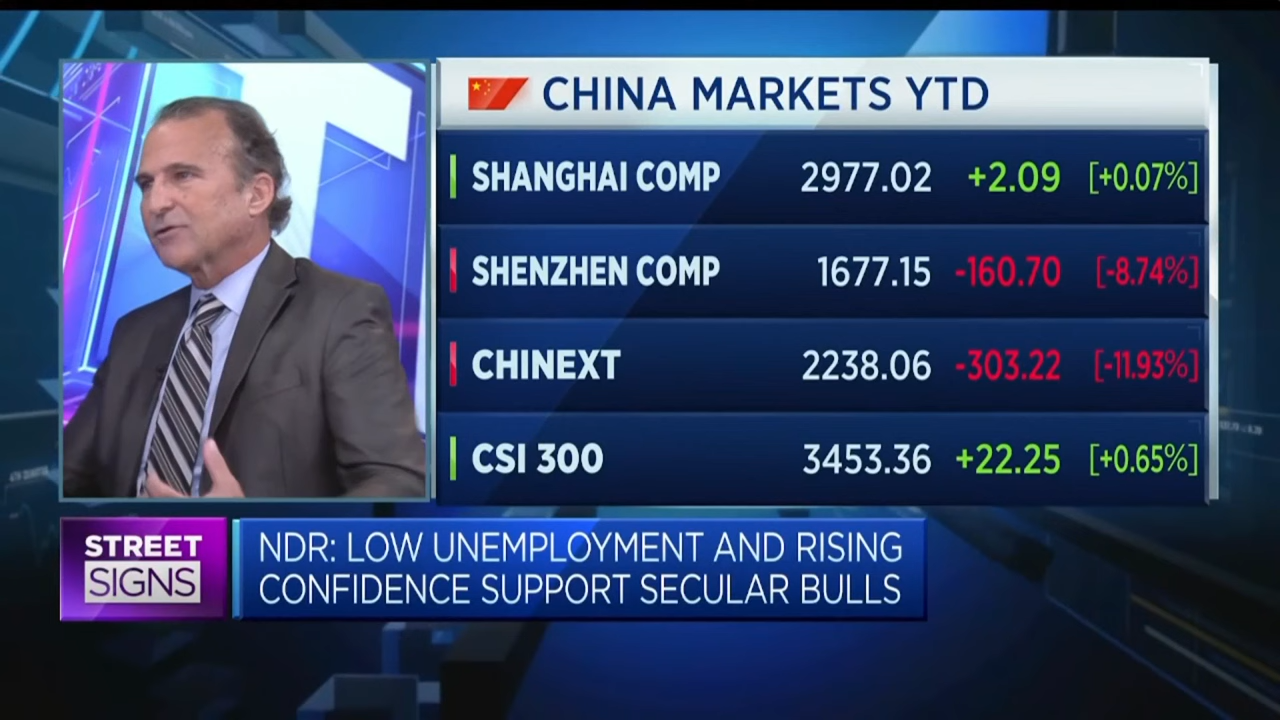 CHINA MARKETS YTD
SHANGHAI COMP 2977.02 +2.09 [+0.07%]
SHENZHEN COMP 1677.15 -160.70 [-8.74%]
CHINEXT 2238.06 -303.22 [-11.93%]
CSI 300 3453.36 +22.25 [+0.65%]
STREET
SIGNS
NDR: LOW UNEMPLOYMENT AND RISING
CONFIDENCE SUPPORT SECULAR BULLS